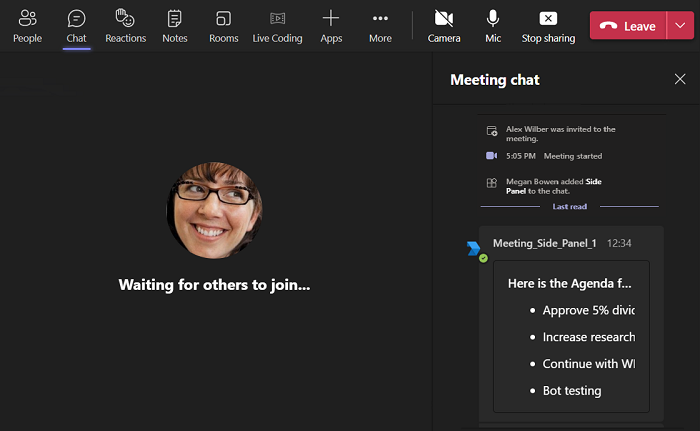 People
Chat
Reactions
Notes
Rooms
Live Coding
Apps
More
Camera
Mic
Stop sharing
Leave
Meeting chat
Alex Wilber was invited to the
meeting.
5:05 PM Meeting started
Megan Bowen added Side
Panel to the chat.
Last read
Meeting_Side_Panel_1 12:34
Here is the Agenda f...
Approve 5% divid
Increase research
Continue with
Bot testing
Waiting for others to join...